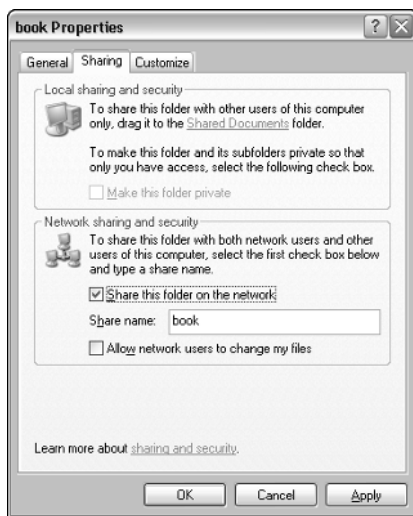 book Properties
General Sharing Customize
Local sharing and security
To share this folder with other users of this computer
only, drag it to the Shared Documents folder.
To make this folder and its subfolders private so that
only you have access, select the following check box.
Make this folder private
Network sharing and security
To share this folder with both network users and other
users of this computer, select the first check box below
and type a share name.
Share this folder on the network
Share name: book
Allow network users to change my files
Learn more about sharing and security.
OK Cancel Apply